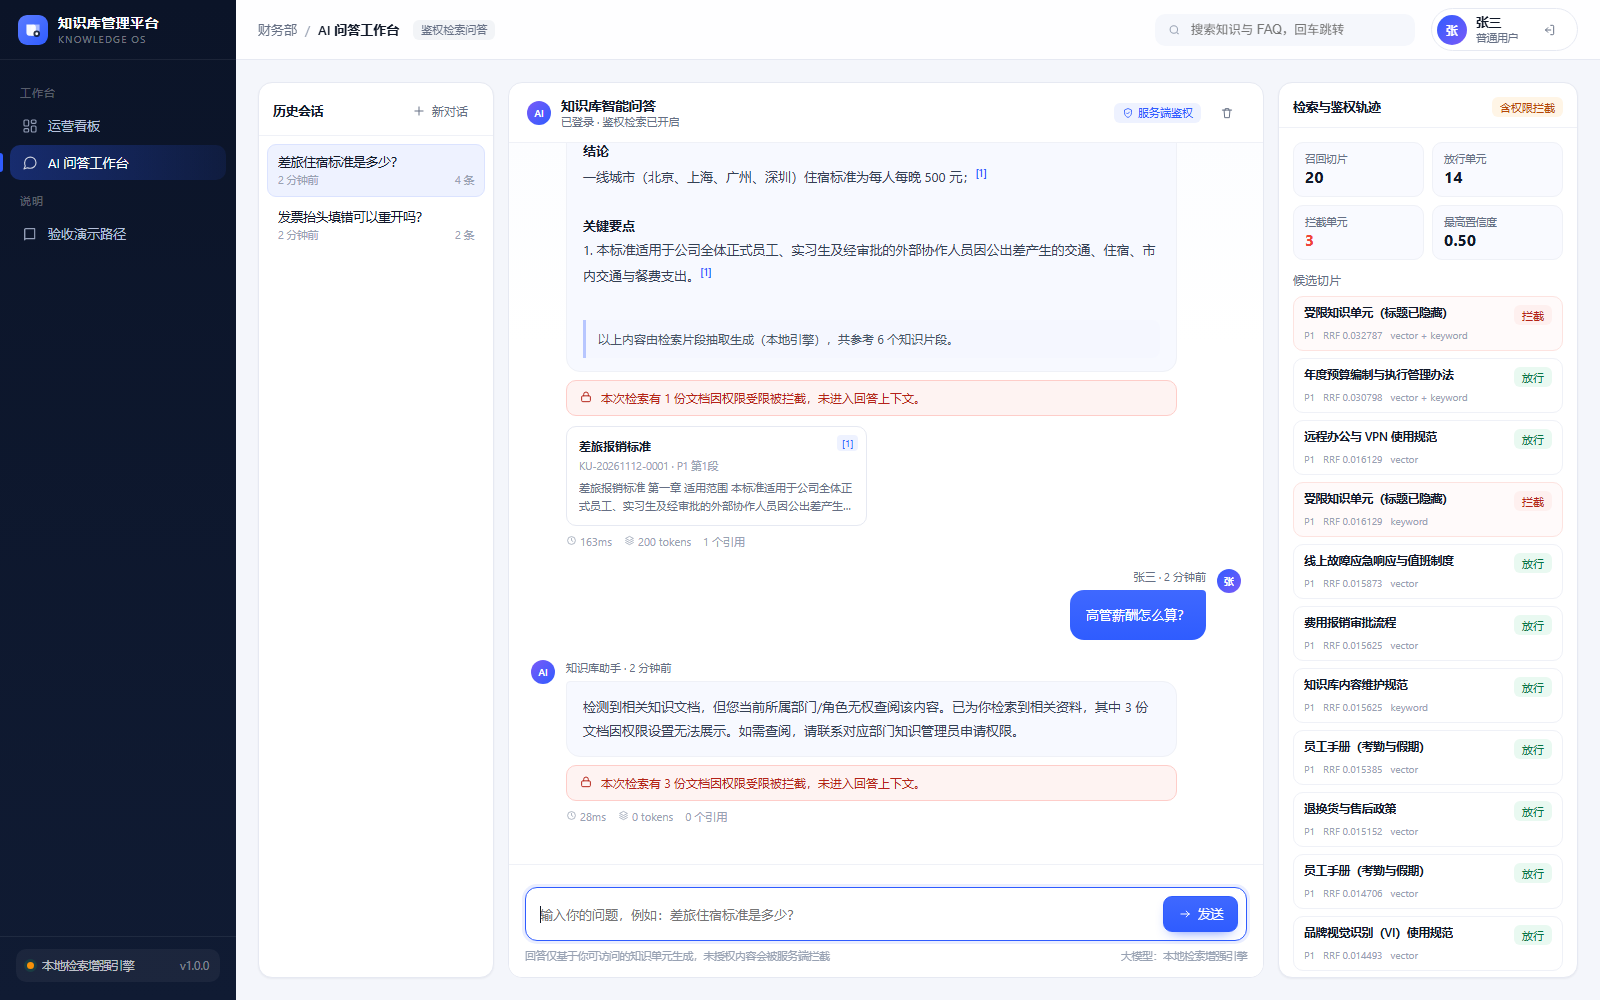 知识库管理平台
KNOWLEDGE OS
工作台
运营看板
AI 问答工作台
说明
验收演示路径
本地检索增强引擎
v1.0.0
财务部 / AI 问答工作台
鉴权检索问答
搜索知识与 FAQ，回车跳转
张
张三
普通用户
历史会话
新对话
差旅住宿标准是多少？
2 分钟前
4 条
发票抬头填错可以重开吗？
2 分钟前
2 条
AI
知识库智能问答
已登录 · 鉴权检索已开启
服务端鉴权
结论
一线城市（北京、上海、广州、深圳）住宿标准为每人每晚 500 元；[1]
关键要点
1. 本标准适用于公司全体正式员工、实习生及经审批的外部协作人员因公出差产生的交通、住宿、市
内交通与餐费支出。[1]
以上内容由检索片段抽取生成（本地引擎），共参考 6 个知识片段。
本次检索有 1 份文档因权限受限被拦截，未进入回答上下文。
差旅报销标准
[1]
KU-20261112-0001 · P1 第1段
差旅报销标准 第一章 适用范围 本标准适用于公司全体正
式员工、实习生及经审批的外部协作人员因公出差产生...
163ms
200 tokens
1 个引用
张三 · 2 分钟前
张
高管薪酬怎么算？
AI
知识库助手 · 2 分钟前
检测到相关知识文档，但您当前所属部门/角色无权查阅该内容。已为你检索到相关资料，其中 3 份
文档因权限设置无法展示。如需查阅，请联系对应部门知识管理员申请权限。
本次检索有 3 份文档因权限受限被拦截，未进入回答上下文。
28ms
0 tokens
0 个引用
输入你的问题，例如：差旅住宿标准是多少？
发送
回答仅基于你可访问的知识单元生成，未授权内容会被服务端拦截
大模型：本地检索增强引擎
检索与鉴权轨迹
含权限拦截
召回切片
20
放行单元
14
拦截单元
3
最高置信度
0.50
候选切片
受限知识单元（标题已隐藏）
拦截
P1 RRF 0.032787 vector + keyword
年度预算编制与执行管理办法
放行
P1 RRF 0.030798 vector + keyword
远程办公与 VPN 使用规范
放行
P1 RRF 0.016129 vector
受限知识单元（标题已隐藏）
拦截
P1 RRF 0.016129 keyword
线上故障应急响应与值班制度
放行
P1 RRF 0.015873 vector
费用报销审批流程
放行
P1 RRF 0.015625 vector
知识库内容维护规范
放行
P1 RRF 0.015625 keyword
员工手册（考勤与假期）
放行
P1 RRF 0.015385 vector
退换货与售后政策
放行
P1 RRF 0.015152 vector
员工手册（考勤与假期）
放行
P1 RRF 0.014706 vector
品牌视觉识别（VI）使用规范
放行
P1 RRF 0.014493 vector